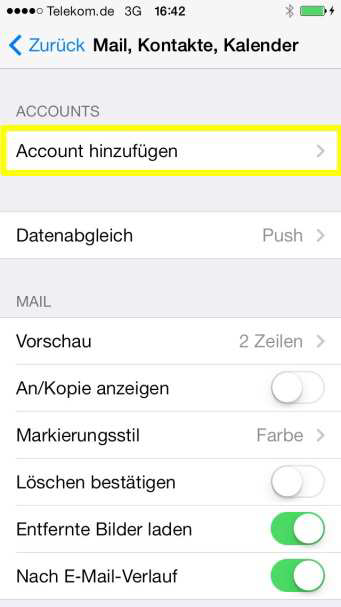 Telekom.de 3G 16:42
Zurück Mail, Kontakte, Kalender
ACCOUNTS
Account hinzufügen
Datenabgleich Push
MAIL
Vorschau 2 Zeilen
An/Kopie anzeigen
Markierungsstil Farbe
Löschen bestätigen
Entfernte Bilder laden
Nach E-Mail-Verlauf